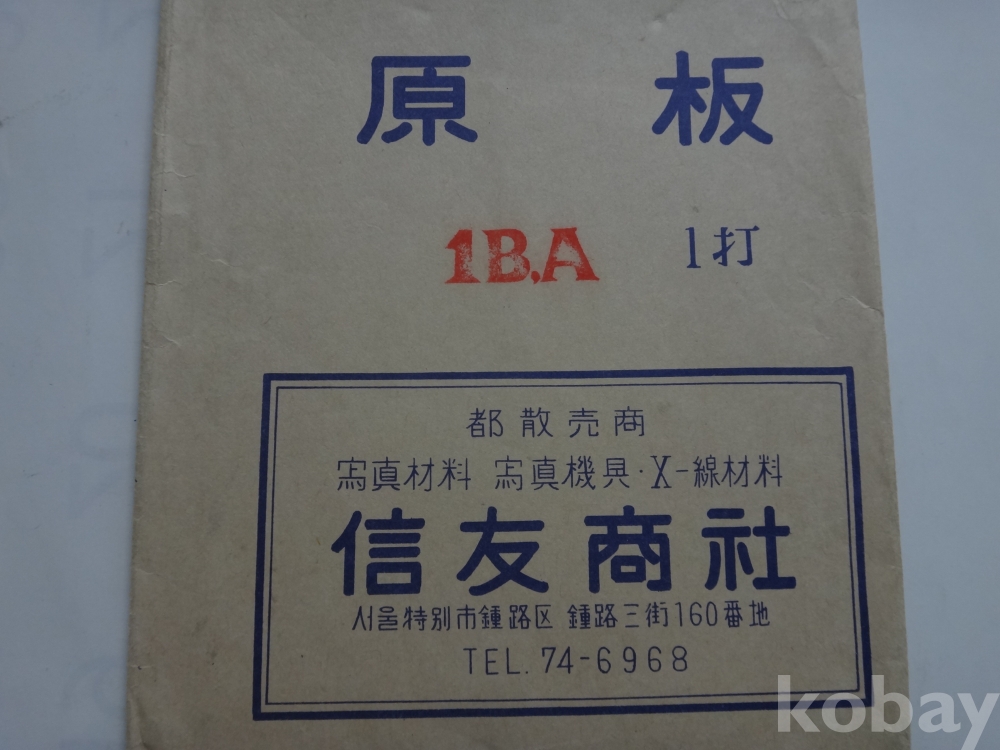 原 板
1B,A 1打
都散売商
寫真材料 寫真機具·X-線材料
信友商社
서울特別市鍾路区 鍾路三街160番地
TEL. 74-6968
kobay